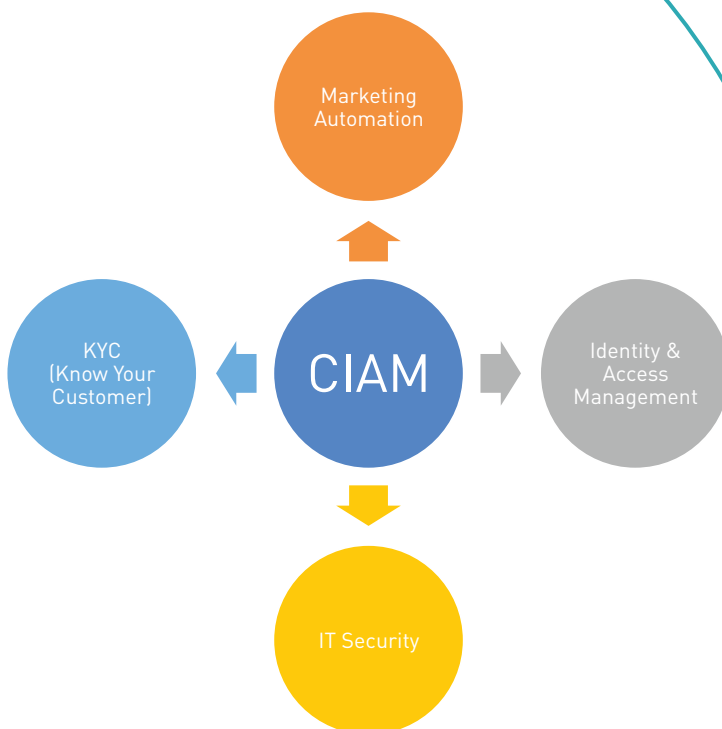 Marketing
Automation
KYC
(Know Your
Customer)
CIAM
Identity &
Access
Management
IT Security